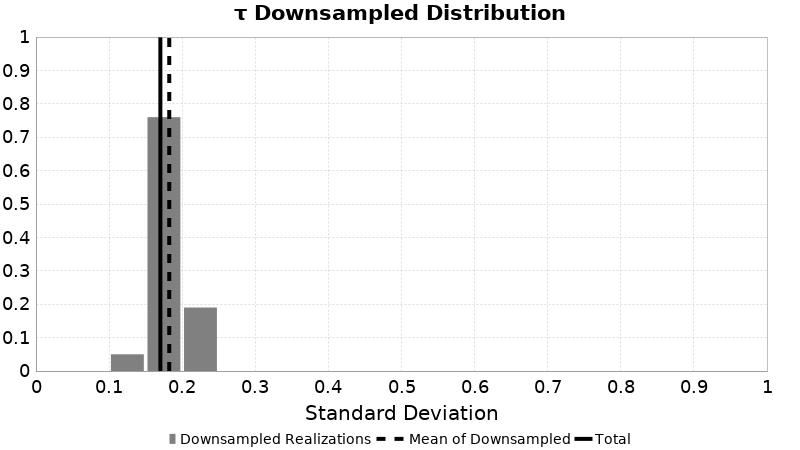 τ Downsampled Distribution
1
0.9
0.8
0.7
0.6
0.5
0.4
0.3
0.2
0.1
0
0 0.1 0.2 0.3 0.4 0.5 0.6 0.7 0.8 0.9 1
Standard Deviation
Downsampled Realizations Mean of Downsampled Total